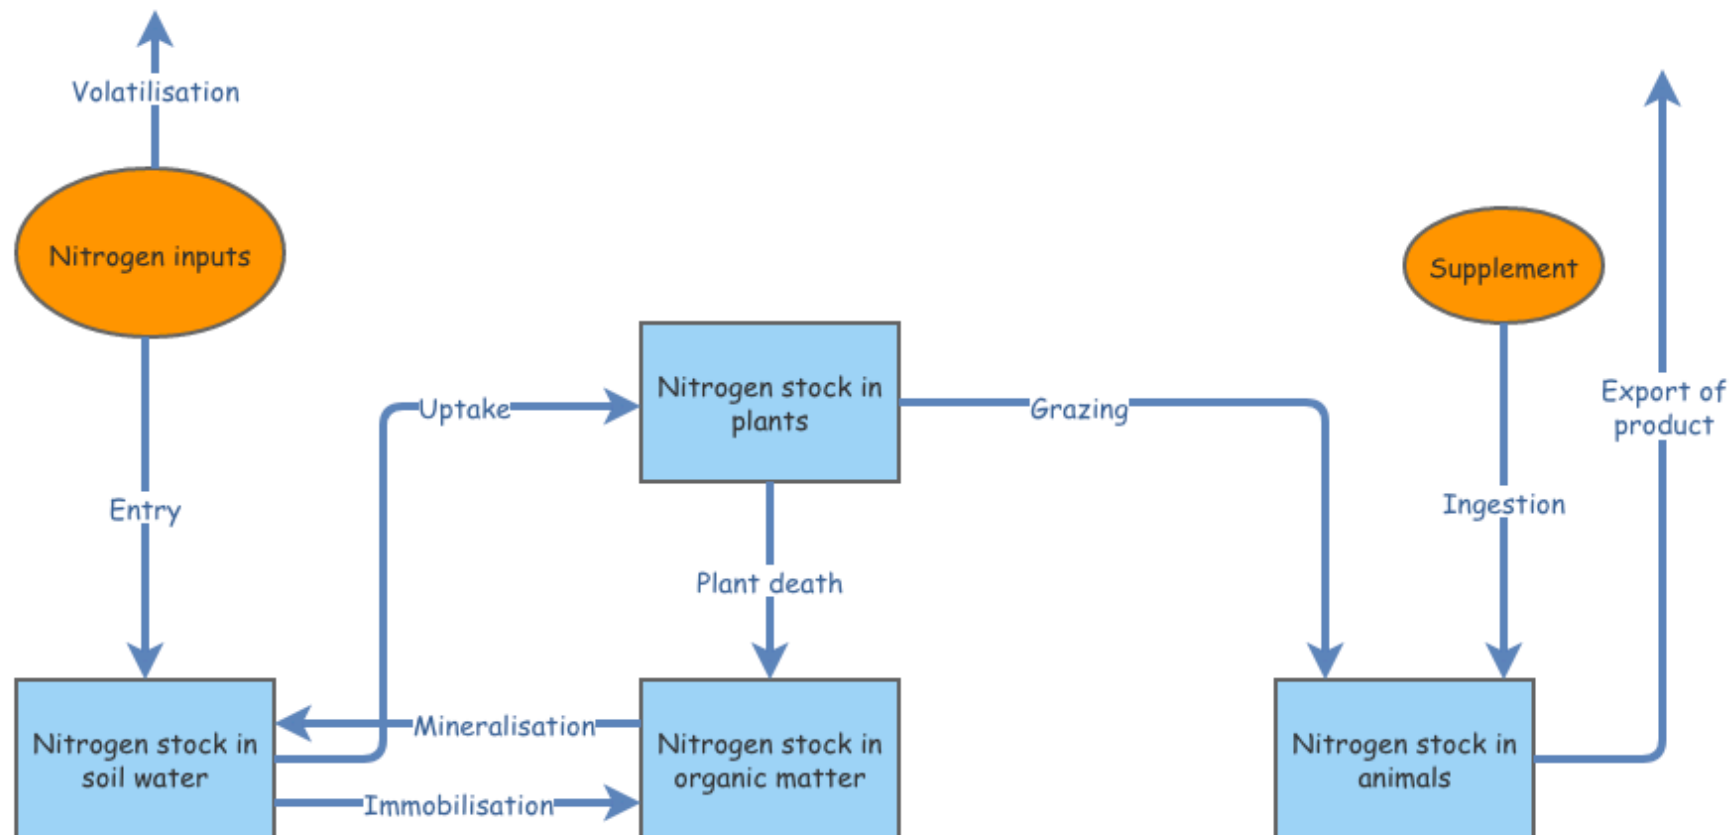 Volatilisation
Nitrogen inputs
Supplement
Nitrogen stock in
plants
Uptake
Grazing
Export of
product
Entry
Ingestion
Plant death
Mineralisation
Nitrogen stock in
soil water
Nitrogen stock in
organic matter
Nitrogen stock in
animals
Immobilisation